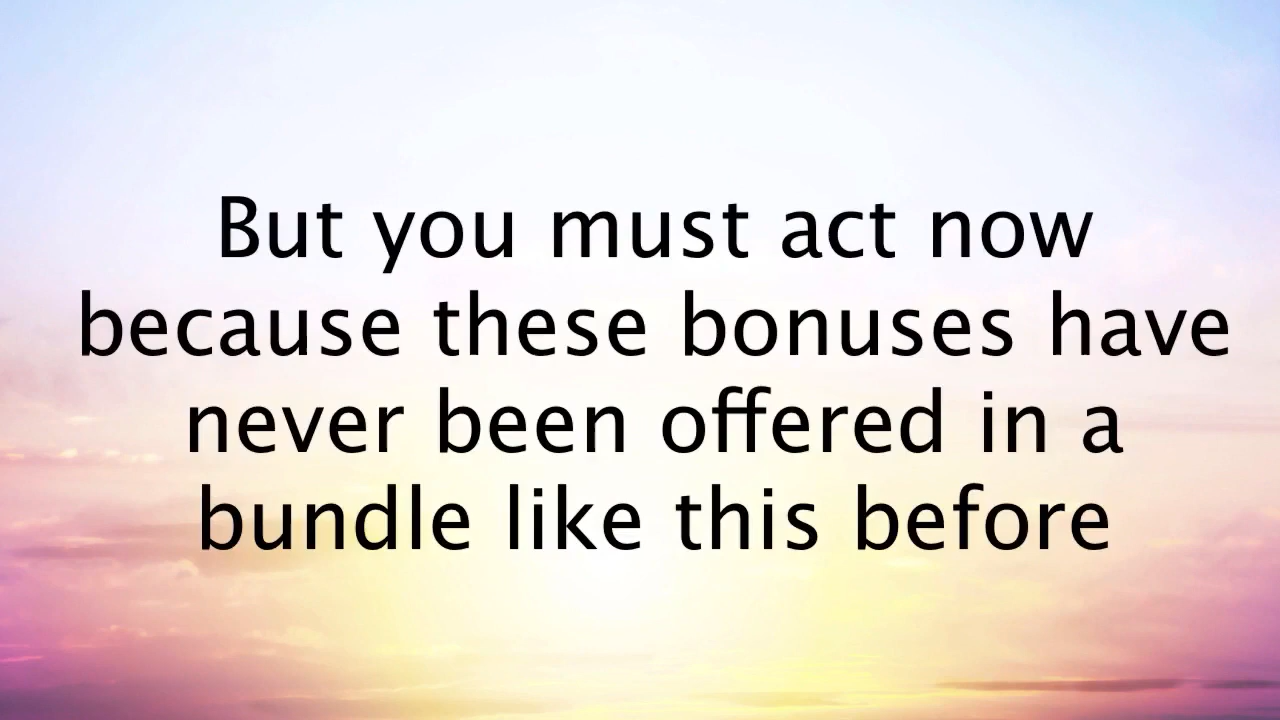 But you must act now
because these bonuses have
never been offered in a
bundle like this before